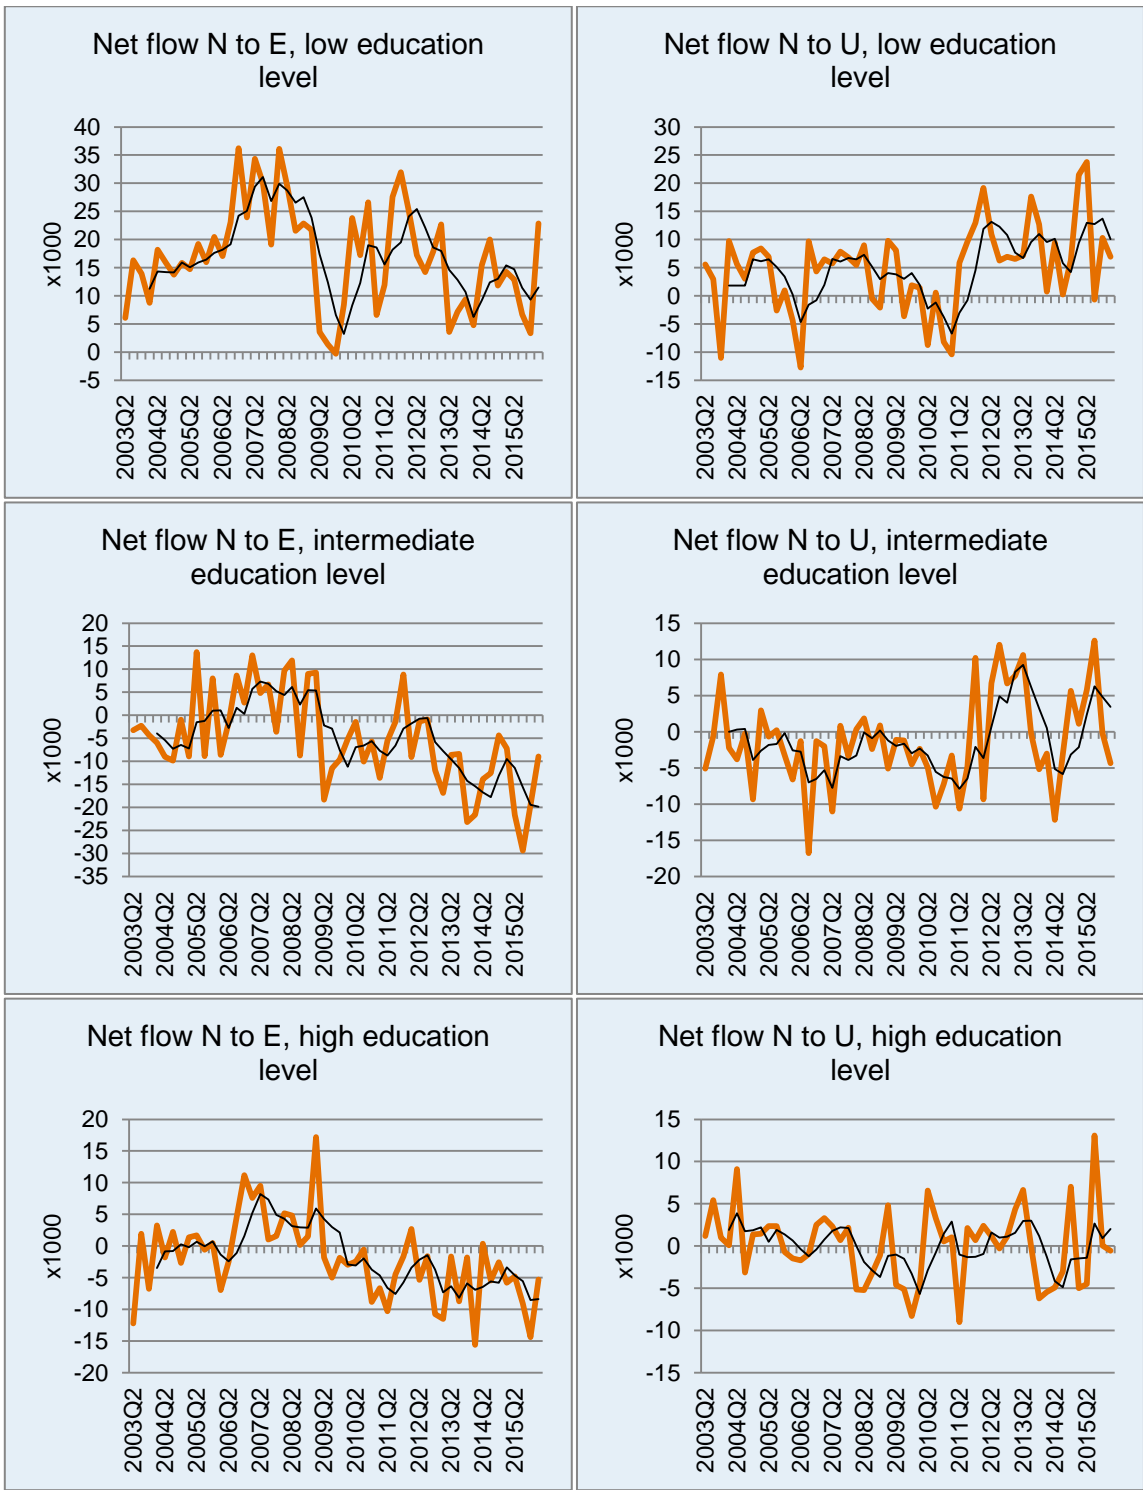 Net flow N to E, low education
level
40
35
30
25
20
15
10
5
0
-5
x1000
2003Q2
2004Q2
2005Q2
2006Q2
2007Q2
2008Q2
2009Q2
2010Q2
2011Q2
2012Q2
2013Q2
2014Q2
2015Q2
Net flow N to U, low education
level
30
25
20
15
10
5
0
-5
-10
-15
x1000
2003Q2
2004Q2
2005Q2
2006Q2
2007Q2
2008Q2
2009Q2
2010Q2
2011Q2
2012Q2
2013Q2
2014Q2
2015Q2
Net flow N to E, intermediate
education level
20
15
10
5
0
-5
-10
-15
-20
-25
-30
-35
x1000
2003Q2
2004Q2
2005Q2
2006Q2
2007Q2
2008Q2
2009Q2
2010Q2
2011Q2
2012Q2
2013Q2
2014Q2
2015Q2
Net flow N to U, intermediate
education level
15
10
5
0
-5
-10
-15
-20
x1000
2003Q2
2004Q2
2005Q2
2006Q2
2007Q2
2008Q2
2009Q2
2010Q2
2011Q2
2012Q2
2013Q2
2014Q2
2015Q2
Net flow N to E, high education
level
20
15
10
5
0
-5
-10
-15
-20
x1000
2003Q2
2004Q2
2005Q2
2006Q2
2007Q2
2008Q2
2009Q2
2010Q2
2011Q2
2012Q2
2013Q2
2014Q2
2015Q2
Net flow N to U, high education
level
15
10
5
0
-5
-10
-15
x1000
2003Q2
2004Q2
2005Q2
2006Q2
2007Q2
2008Q2
2009Q2
2010Q2
2011Q2
2012Q2
2013Q2
2014Q2
2015Q2